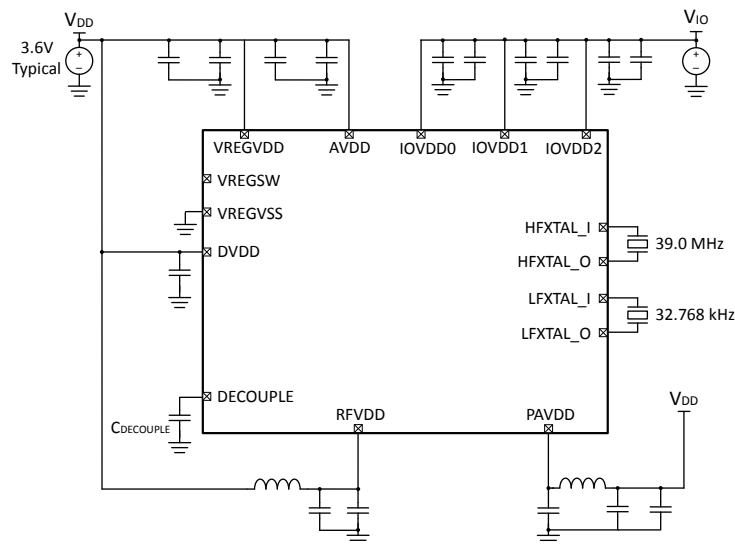 VDD
VIO
3.6V
Typical
VREGVDD
AVDD
IOVDD0
IOVDD1
IOVDD2
VREGSW
VREGVSS
HFXTAL_I
39.0 MHz
DVDD
HFXTAL_O
LFXTAL_I
32.768 kHz
LFXTAL_O
DECOUPLE
CDECOUPLE
RFVDD
PAVDD
VDD